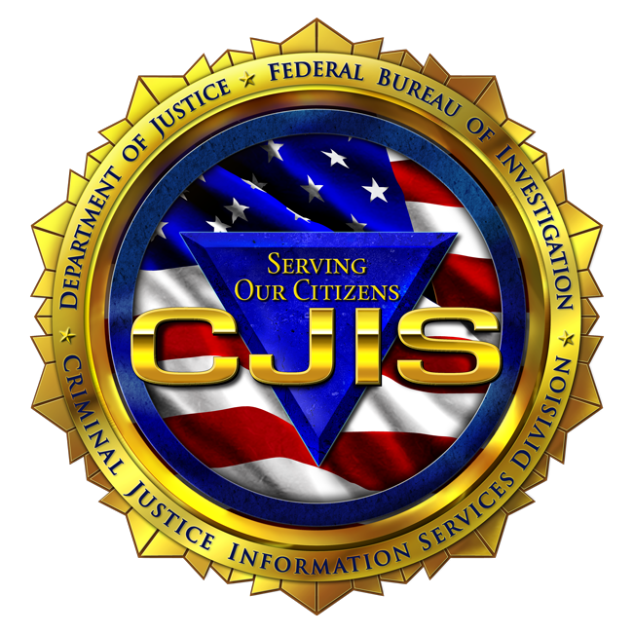 DEPARTMENT OF JUSTICE ★ FEDERAL BUREAU OF INVESTIGATION ★
CRIMINAL JUSTICE INFORMATION SERVICES DIVISION ★
SERVING
OUR CITIZENS
CJIS